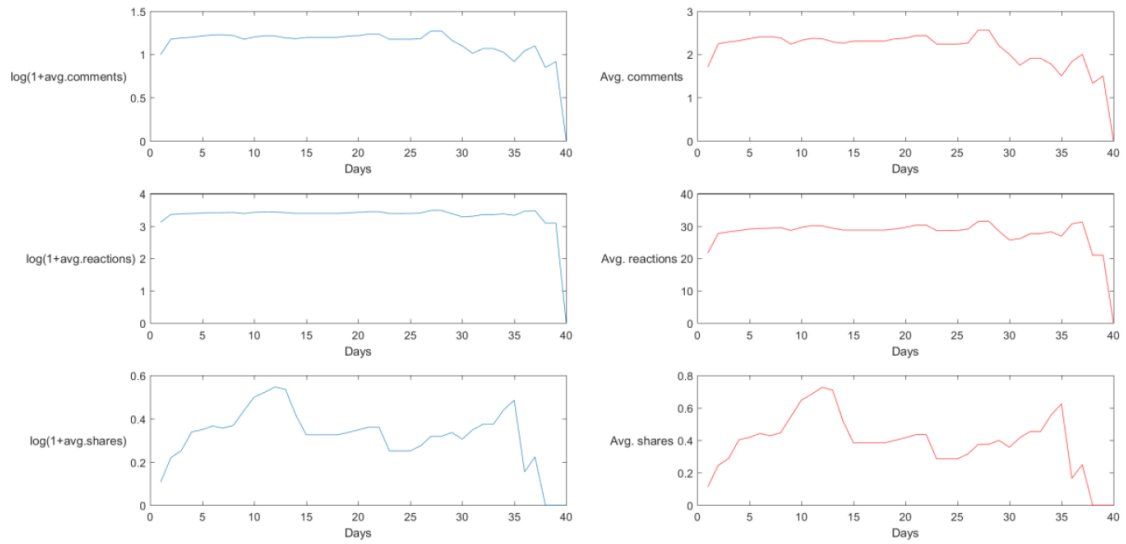 1.5
1
0.5
0
log(1+avg.comments)
0 5 10 15 20 25 30 35 40
Days
3
2
1
0
Avg. comments
0 5 10 15 20 25 30 35 40
Days
4
3
2
1
0
log(1+avg.reactions)
0 5 10 15 20 25 30 35 40
Days
40
30
20
10
0
Avg. reactions
0 5 10 15 20 25 30 35 40
Days
0.6
0.4
0.2
0
log(1+avg.shares)
0 5 10 15 20 25 30 35 40
Days
0.8
0.6
0.4
0.2
0
Avg. shares
0 5 10 15 20 25 30 35 40
Days